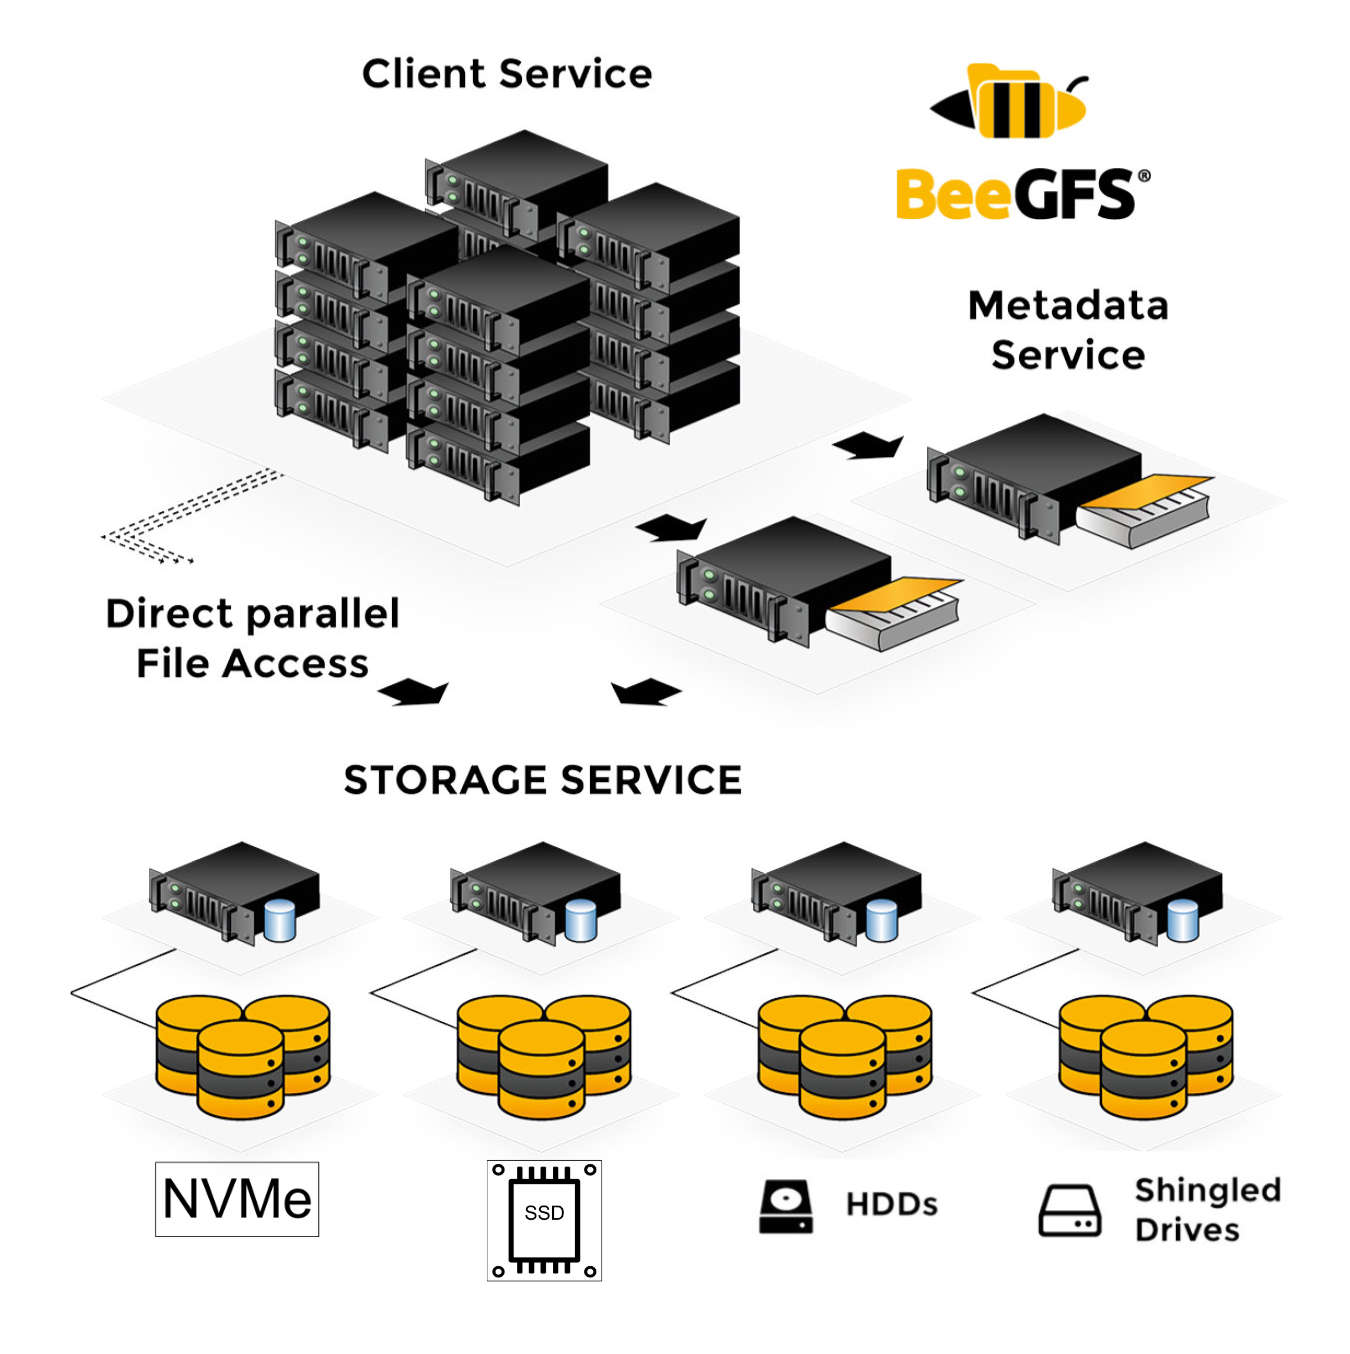 Client Service
BeeGFS®
Metadata
Service
Direct parallel
File Access
STORAGE SERVICE
NVMe
SSD
HDDs
Shingled
Drives